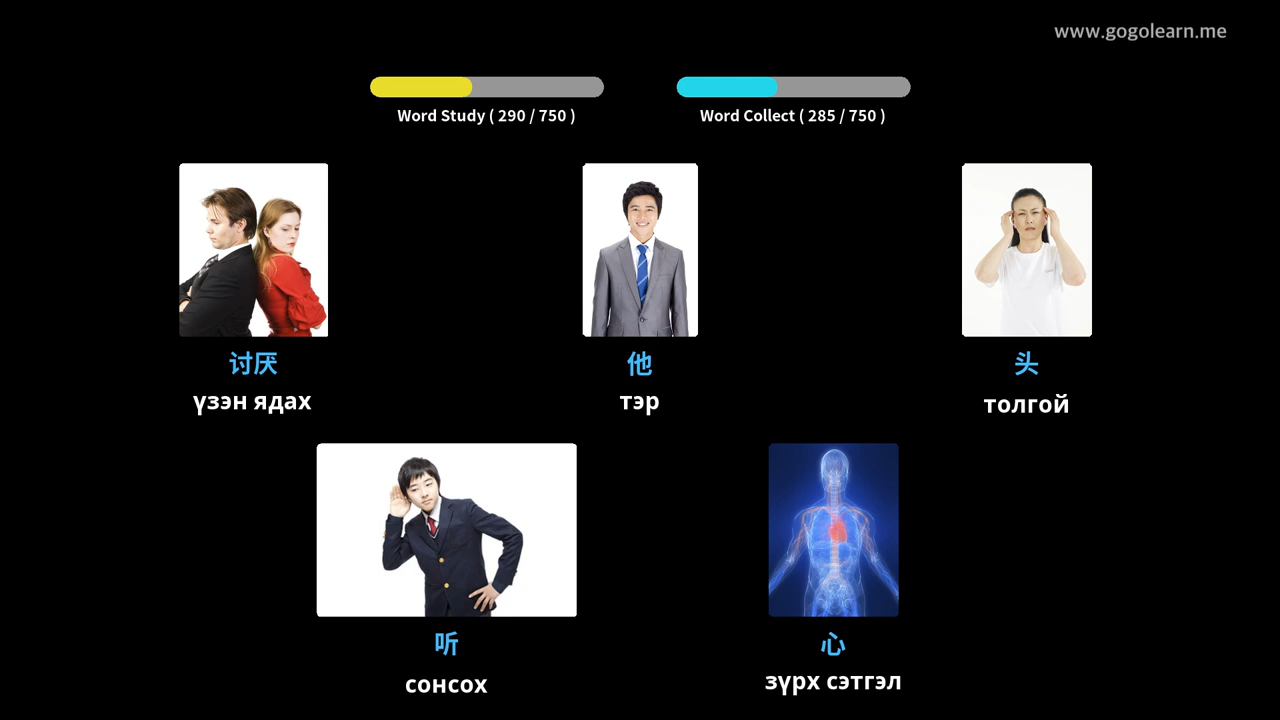 www.gogolearn.me
Word Study ( 290 / 750 )
Word Collect ( 285 / 750 )
讨厌
үзэн ядах
他
тэр
头
толгой
听
сонсох
心
зүрх сэтгэл